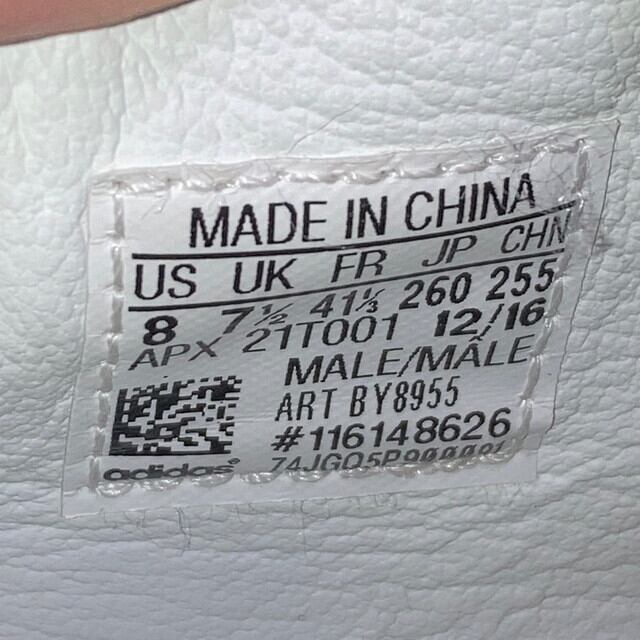 MADE IN CHINA
US UK FR JP CHN
8 7½ 41⅓ 260 255
APX 21T001 12/16
MALE/MÂLE
ART BY8955
#116148626
adidas